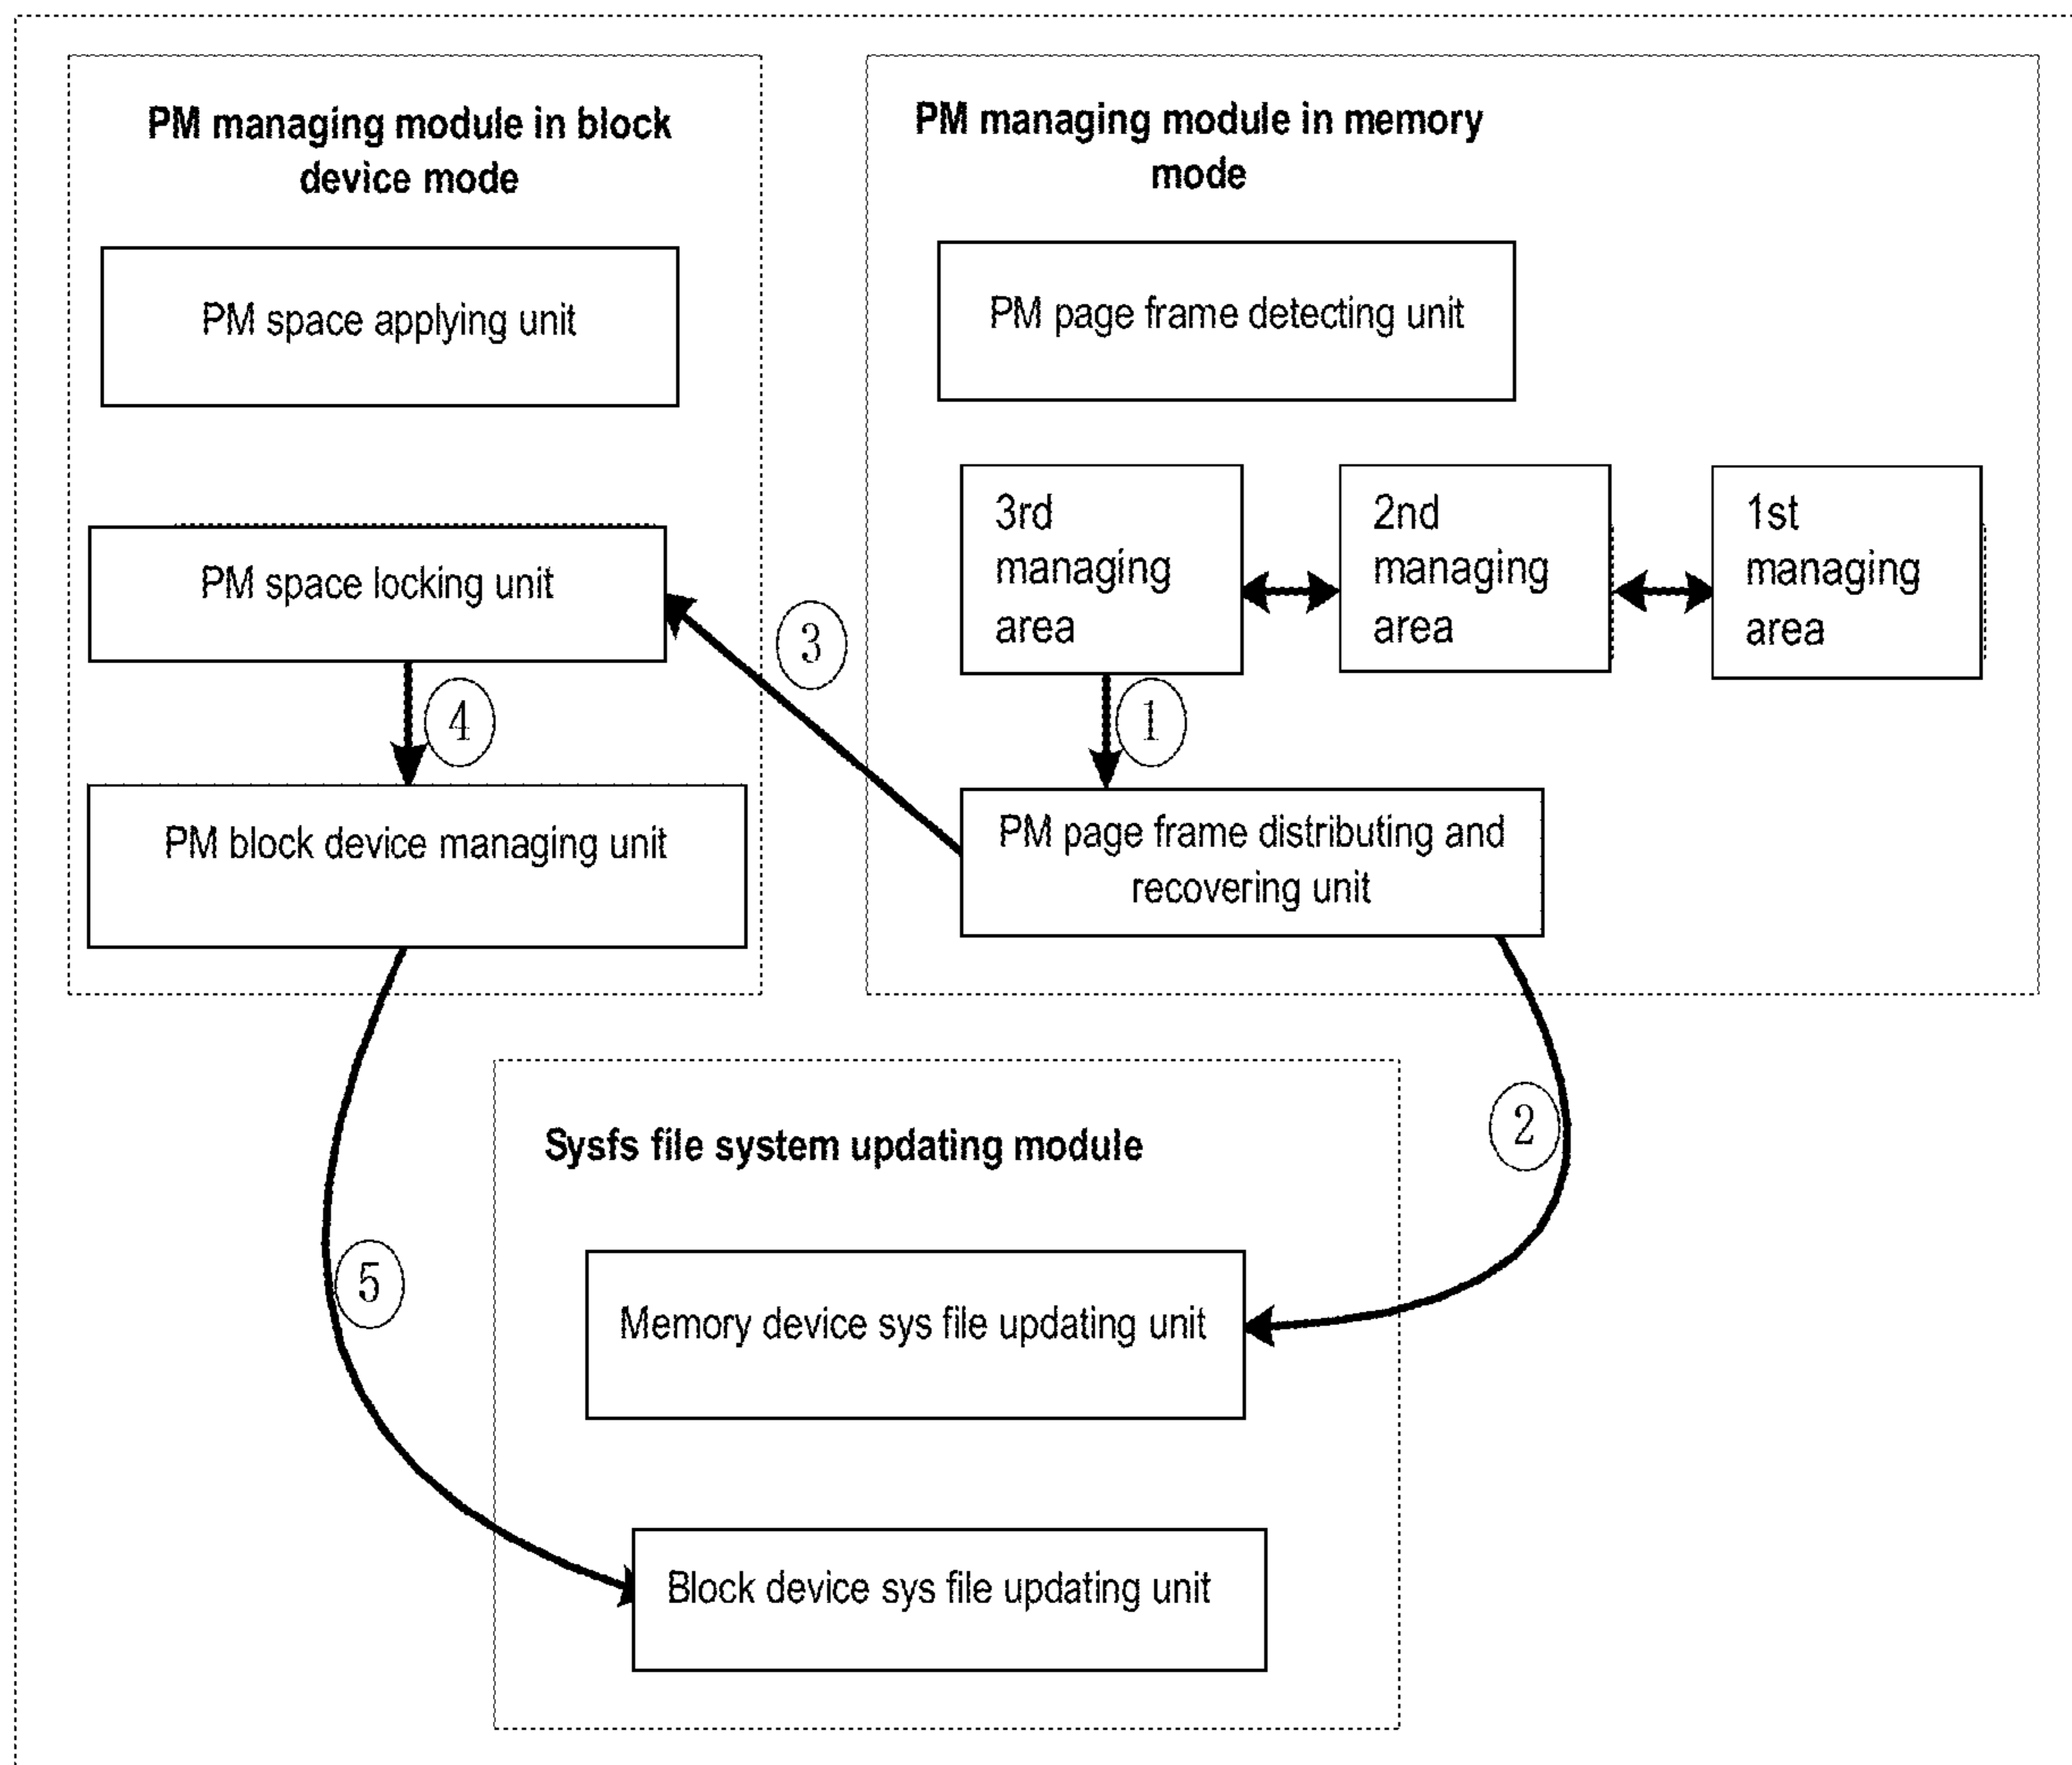 PM managing module in block
device mode
PM space applying unit
PM space locking unit
4
PM block device managing unit
3
PM managing module in memory
mode
PM page frame detecting unit
3rd
managing
area
2nd
managing
area
1st
managing
area
1
PM page frame distributing and
recovering unit
2
5
Sysfs file system updating module
Memory device sys file updating unit
Block device sys file updating unit